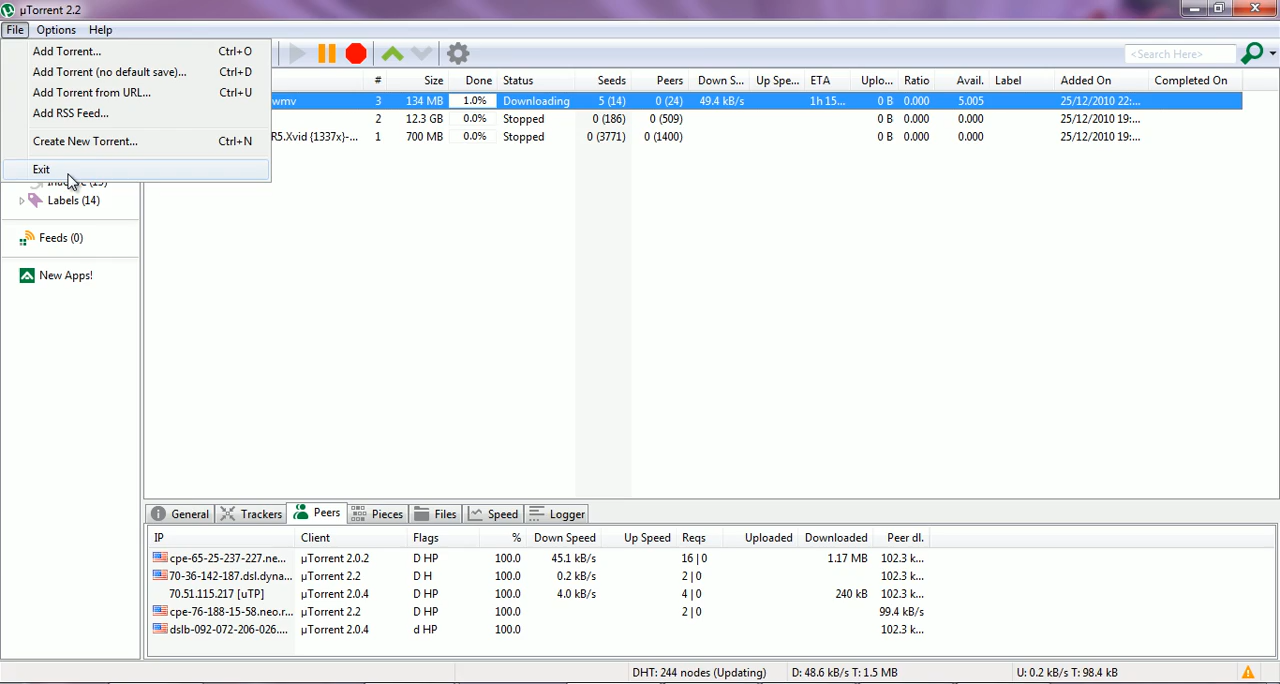 µTorrent 2.2
File Options Help
Add Torrent... Ctrl+O
Add Torrent (no default save)... Ctrl+D
Add Torrent from URL... Ctrl+U
Add RSS Feed...
Create New Torrent... Ctrl+N
Exit
<Search Here>
# Size Done Status Seeds Peers Down S... Up Spe... ETA Uplo... Ratio Avail. Label Added On Completed On
wmv 3 134 MB 1.0% Downloading 5 (14) 0 (24) 49.4 kB/s 1h 15... 0 B 0.000 5.005 25/12/2010 22:...
2 12.3 GB 0.0% Stopped 0 (186) 0 (509) 0 B 0.000 0.000 25/12/2010 19:...
R5.Xvid {1337x}-... 1 700 MB 0.0% Stopped 0 (3771) 0 (1400) 0 B 0.000 0.000 25/12/2010 19:...
Labels (14)
Feeds (0)
New Apps!
General Trackers Peers Pieces Files Speed Logger
IP Client Flags % Down Speed Up Speed Reqs Uploaded Downloaded Peer dl.
cpe-65-25-237-227.ne... µTorrent 2.0.2 D HP 100.0 45.1 kB/s 16|0 1.17 MB 102.3 k...
70-36-142-187.dsl.dyna... µTorrent 2.2 D H 100.0 0.2 kB/s 2|0 102.3 k...
70.51.115.217 [uTP] µTorrent 2.0.4 D HP 100.0 4.0 kB/s 4|0 240 kB 102.3 k...
cpe-76-188-15-58.neo.r... µTorrent 2.2 D HP 100.0 2|0 99.4 kB/s
dslb-092-072-206-026.... µTorrent 2.0.4 d HP 100.0 102.3 k...
DHT: 244 nodes (Updating) D: 48.6 kB/s T: 1.5 MB U: 0.2 kB/s T: 98.4 kB